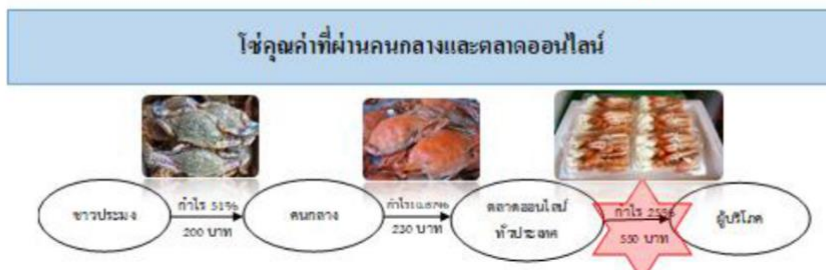 โซ่คุณค่าที่ผ่านคนกลางและตลาดออนไลน์
ชาวประมง
กำไร 51%
200 บาท
คนกลาง
กำไร
230 บาท
ตลาดออนไลน์
ทั่วประเทศ
กำไร
550 บาท
ผู้บริโภค